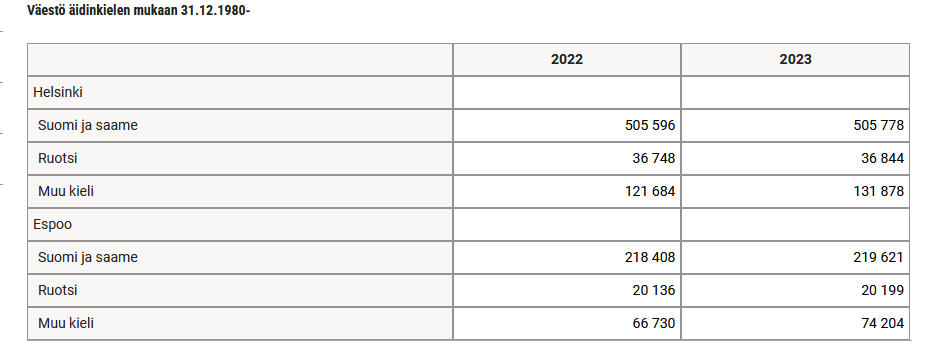 Väestö äidinkielen mukaan 31.12.1980-
2022 2023
Helsinki
Suomi ja saame 505 596 505 778
Ruotsi 36 748 36 844
Muu kieli 121 684 131 878
Espoo
Suomi ja saame 218 408 219 621
Ruotsi 20 136 20 199
Muu kieli 66 730 74 204